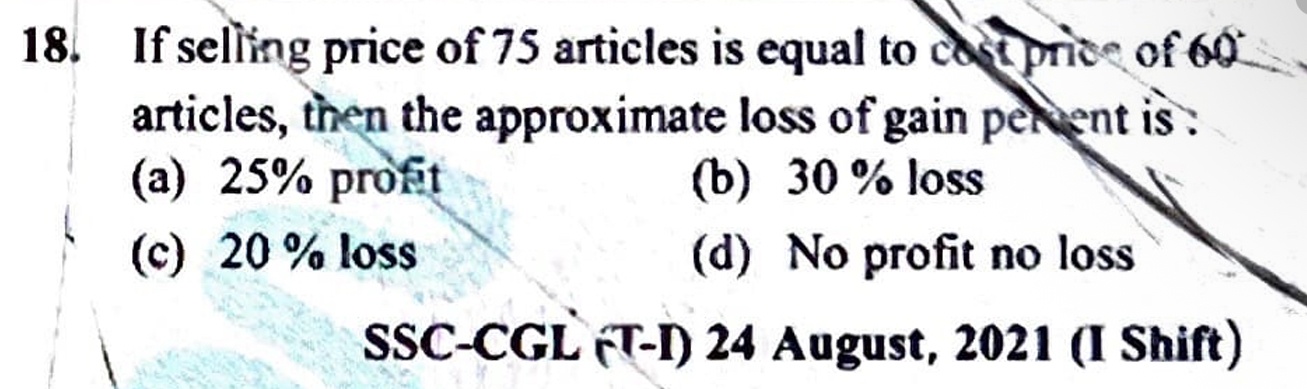 18. If selling price of 75 articles is equal to cost price of 60
articles, then the approximate loss of gain percent is :
(a) 25% profit (b) 30 % loss
(c) 20 % loss (d) No profit no loss
SSC-CGL (T-I) 24 August, 2021 (I Shift)